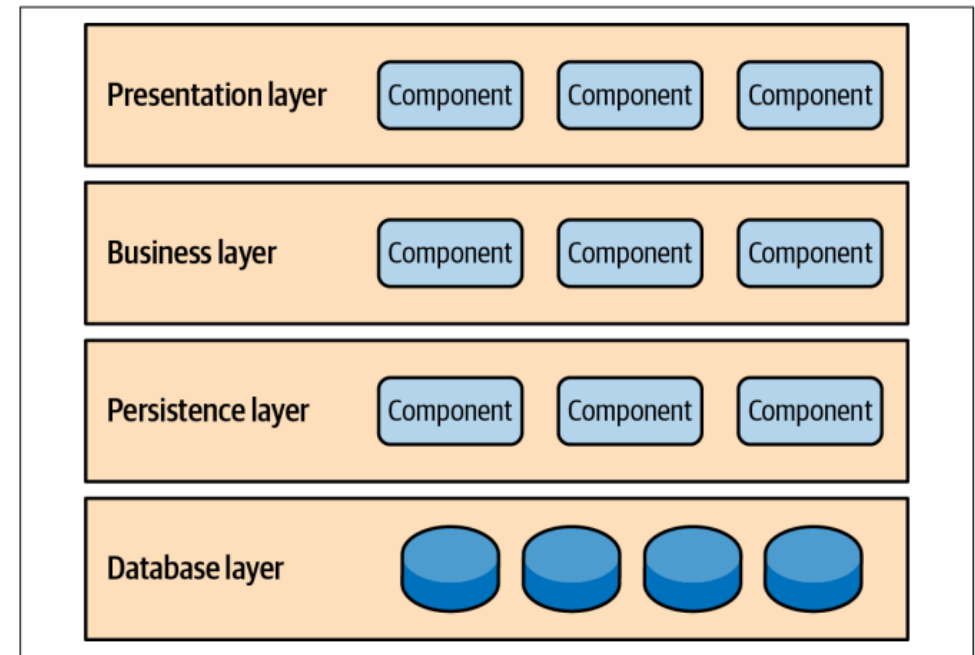 Presentation layer Component Component Component
Business layer Component Component Component
Persistence layer Component Component Component
Database layer